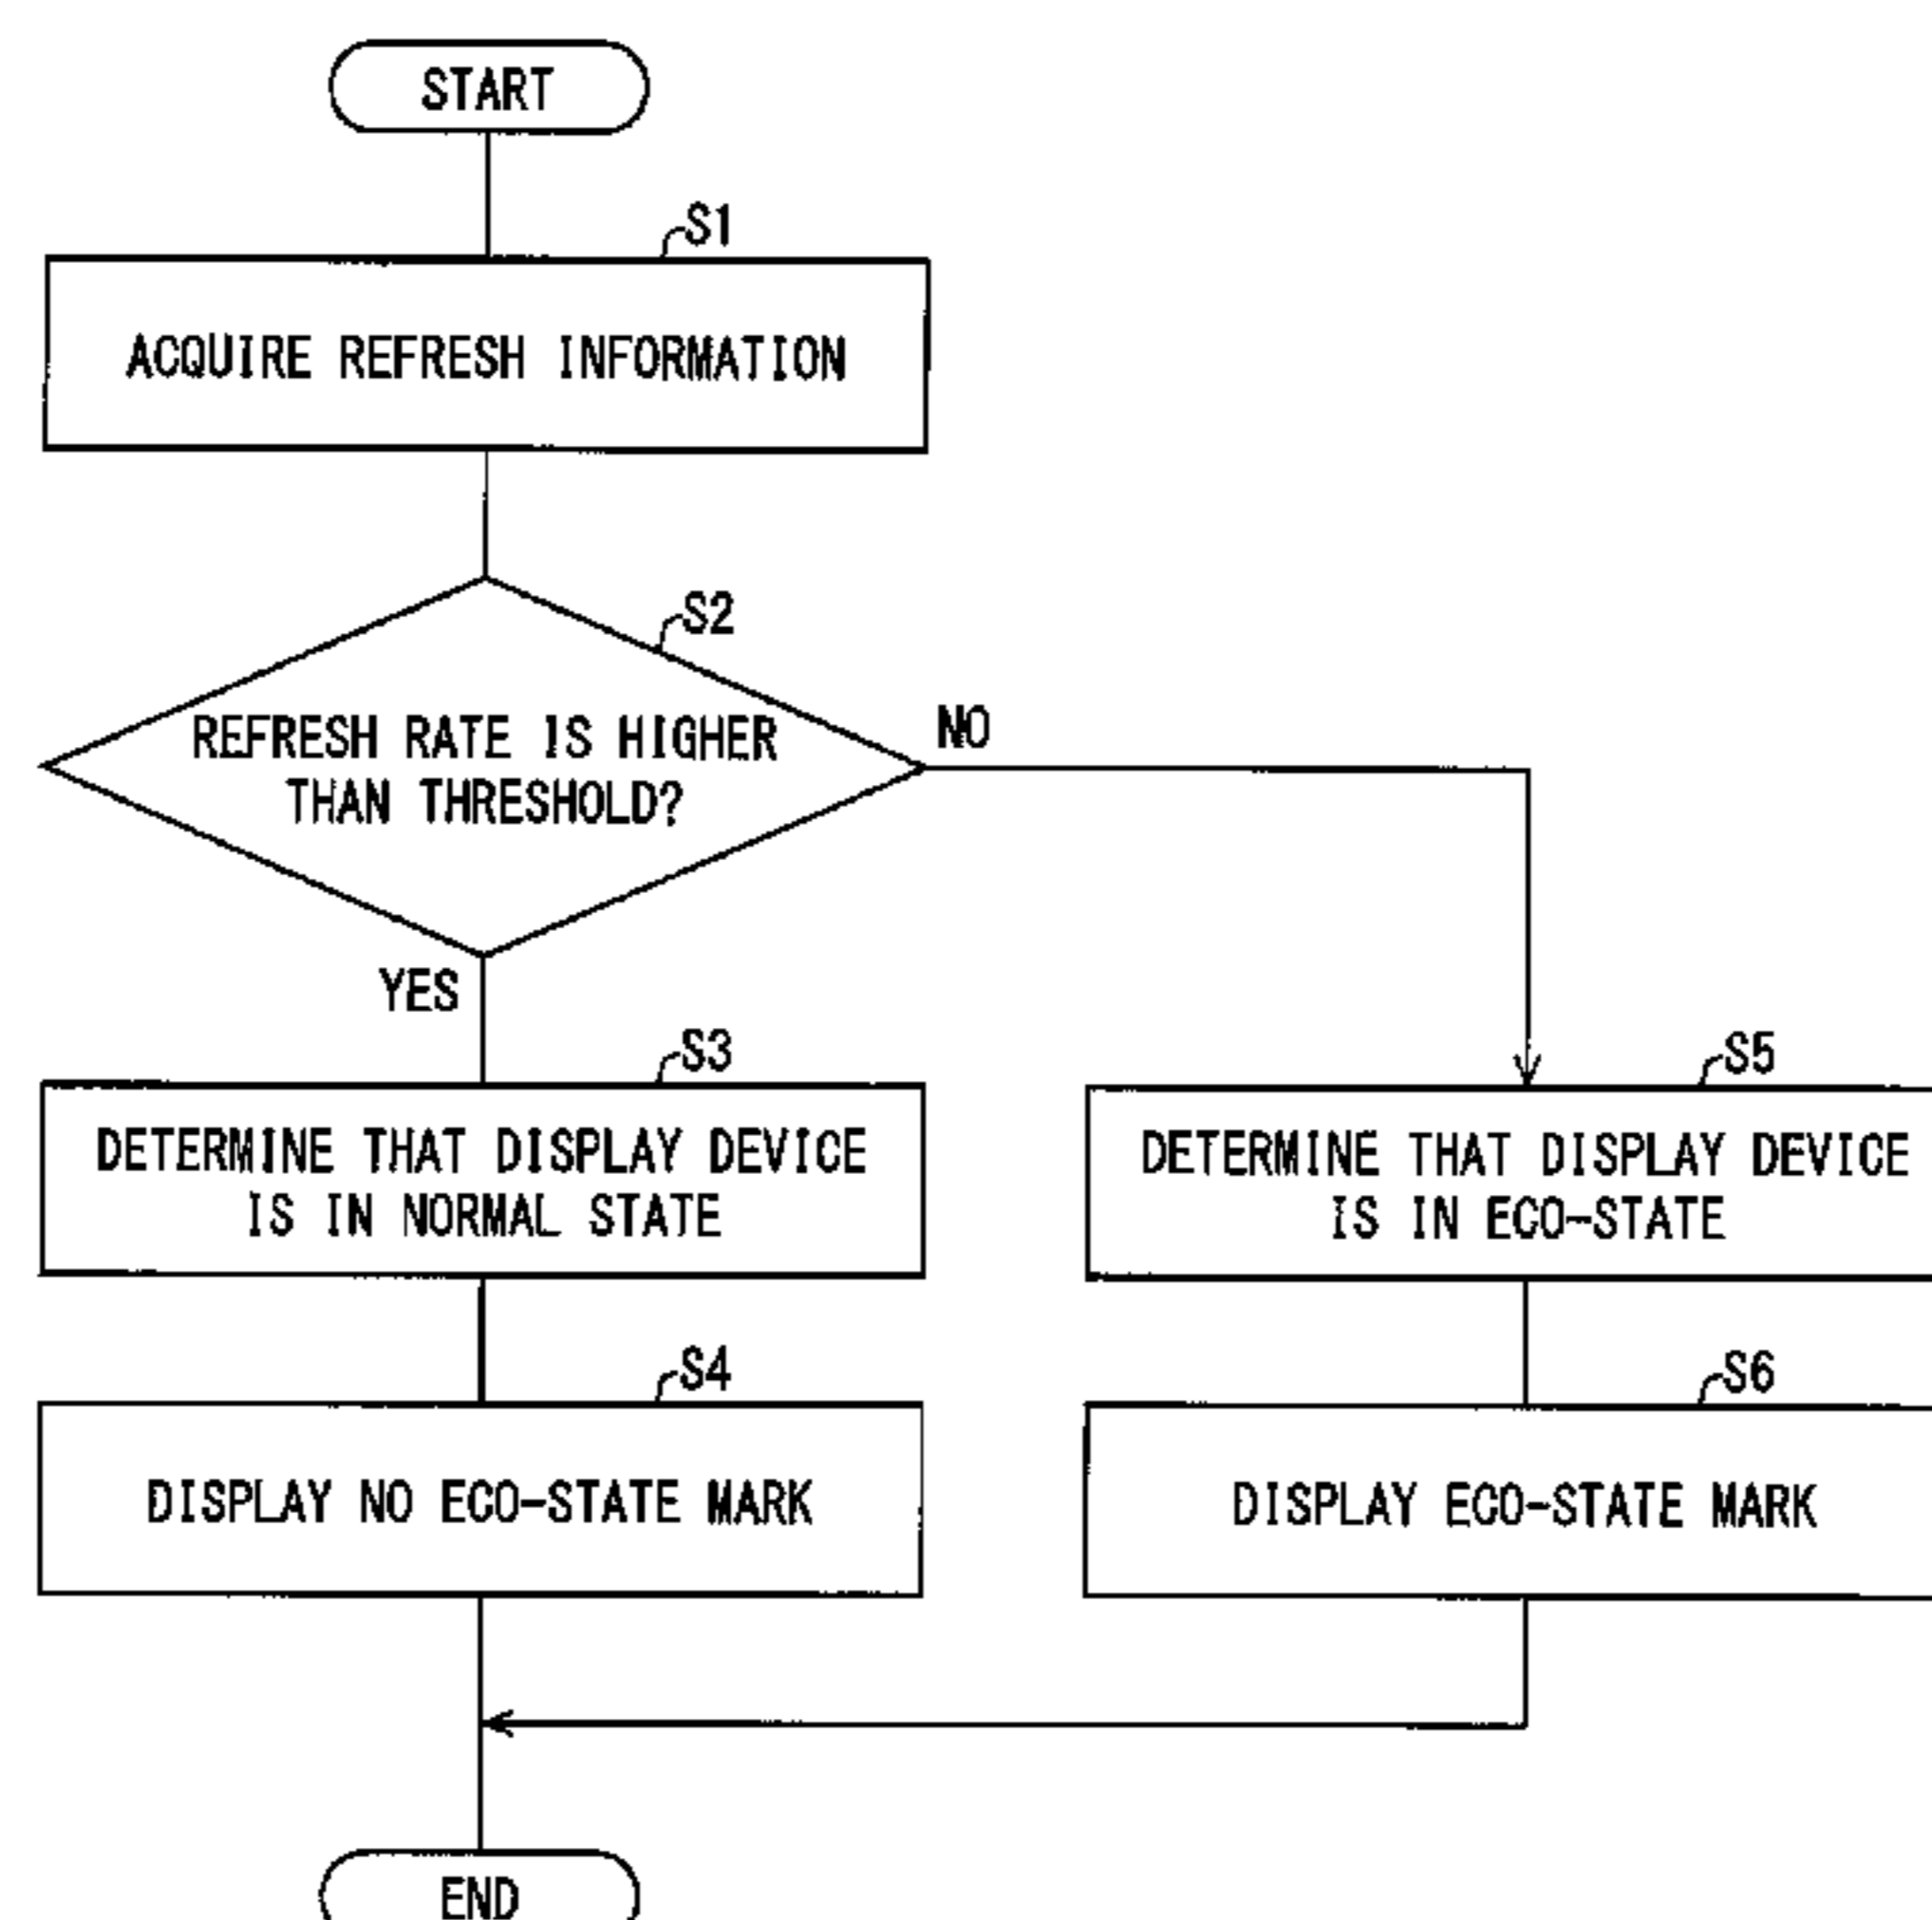 START
S1
ACQUIRE REFRESH INFORMATION
S2
REFRESH RATE IS HIGHER
THAN THRESHOLD?
NO
YES
S3
DETERMINE THAT DISPLAY DEVICE
IS IN NORMAL STATE
S5
DETERMINE THAT DISPLAY DEVICE
IS IN ECO-STATE
S4
DISPLAY NO ECO-STATE MARK
S6
DISPLAY ECO-STATE MARK
END